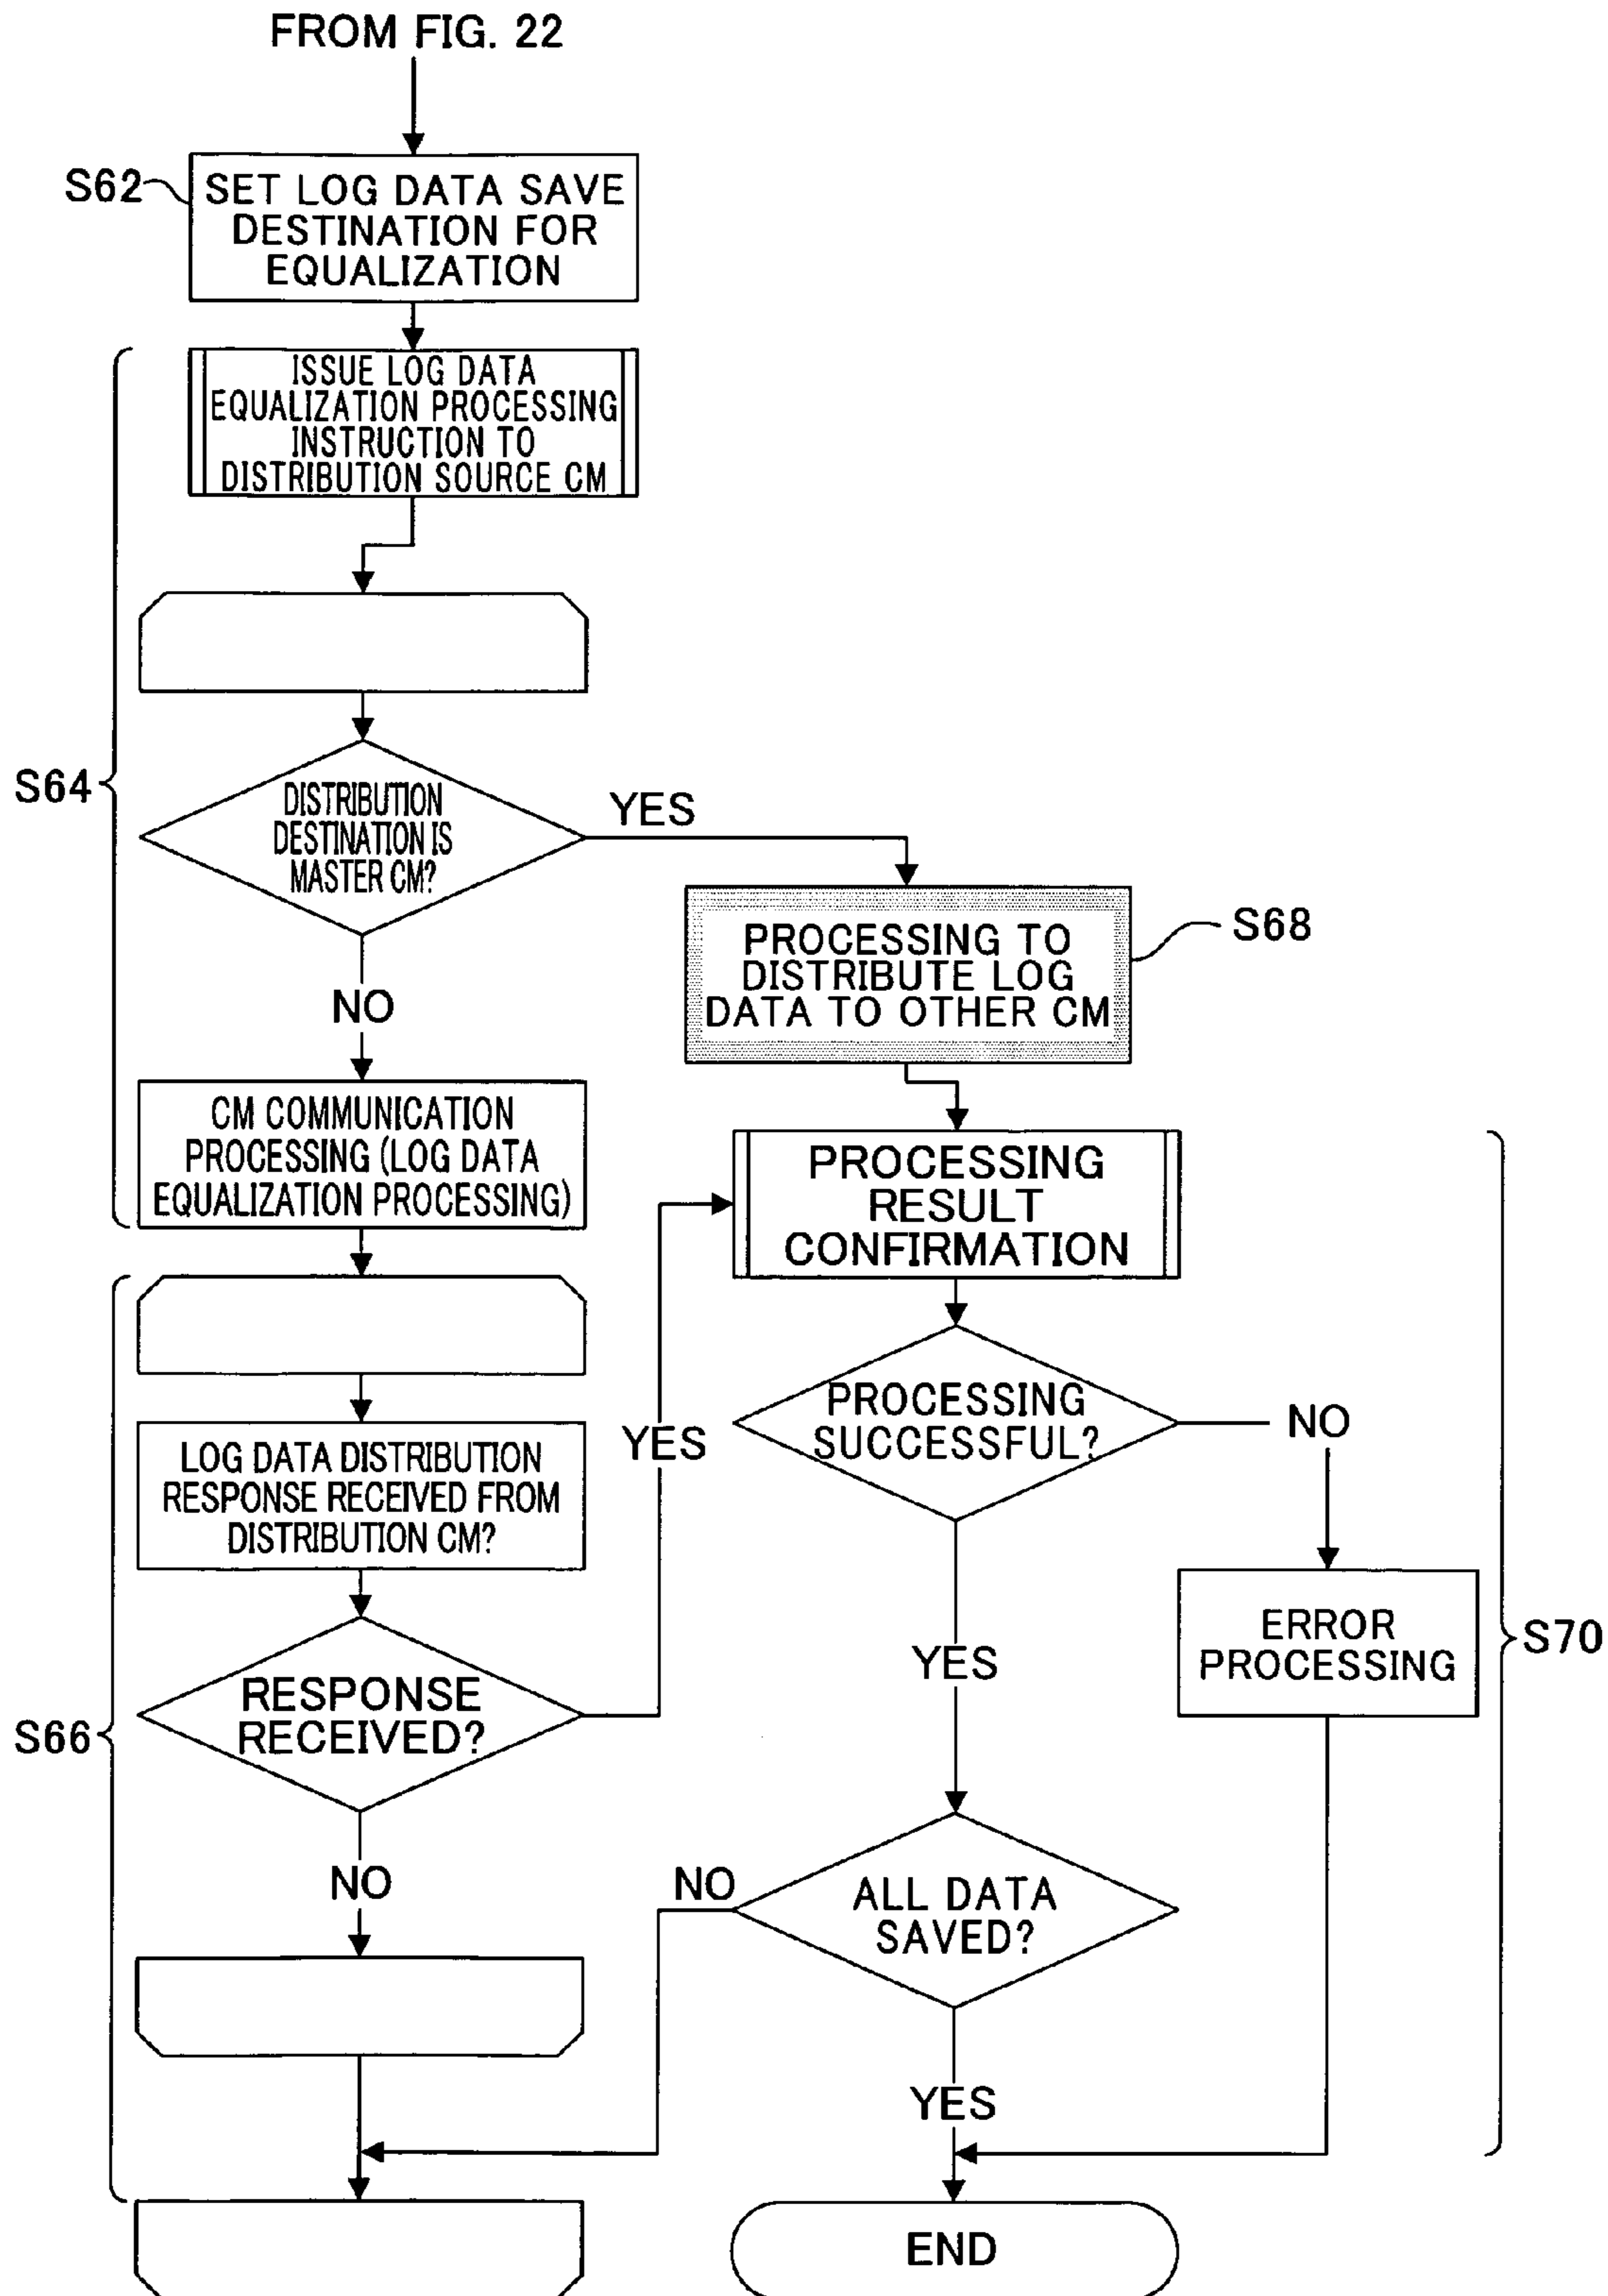 FROM FIG. 22
S62
SET LOG DATA SAVE
DESTINATION FOR
EQUALIZATION
ISSUE LOG DATA
EQUALIZATION PROCESSING
INSTRUCTION TO
DISTRIBUTION SOURCE CM
S64
DISTRIBUTION
DESTINATION IS
MASTER CM?
YES
NO
PROCESSING TO
DISTRIBUTE LOG
DATA TO OTHER CM
S68
CM COMMUNICATION
PROCESSING (LOG DATA
EQUALIZATION PROCESSING)
PROCESSING
RESULT
CONFIRMATION
LOG DATA DISTRIBUTION
RESPONSE RECEIVED FROM
DISTRIBUTION CM?
YES
PROCESSING
SUCCESSFUL?
NO
S66
RESPONSE
RECEIVED?
YES
ERROR
PROCESSING
S70
NO
NO
ALL DATA
SAVED?
YES
END